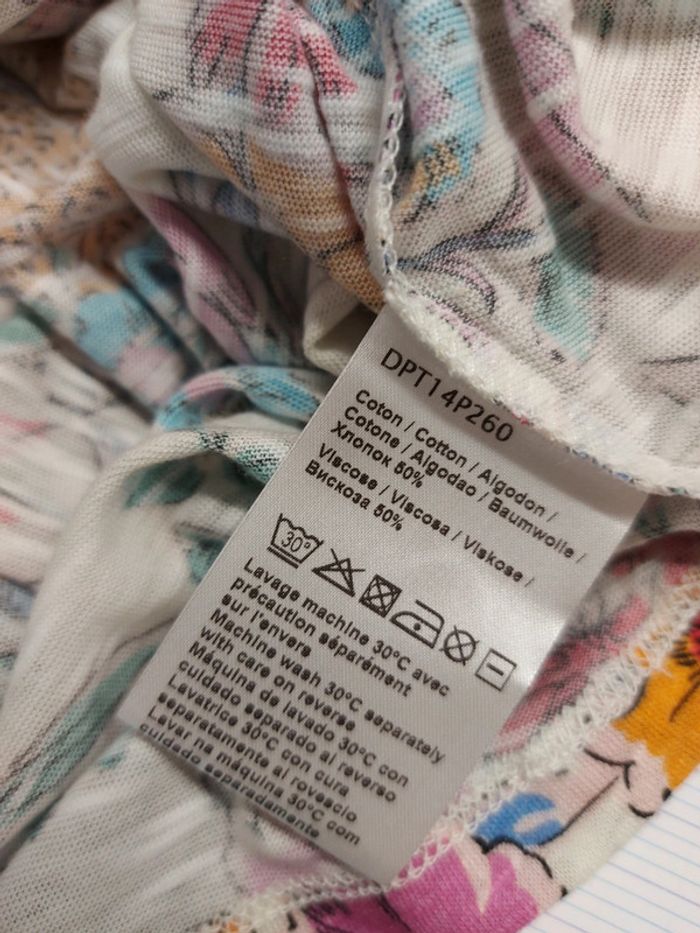 DPT14P260
Coton / Cotton / Algodon /
Cotone / Algodao / Baumwolle /
Хлопок 50%
Viscose / Viscosa / Viskose /
Вискоза 50%
30°
Lavage machine 30°C avec
précaution séparément
sur l'envers
Machine wash 30°C separately
with care on reverse
Máquina de lavado 30°C con
cuidado separado al reverso
Lavatrice 30°C con cura
separatamente al rovescio
Lavar na máquina 30°C com
cuidado separadamente